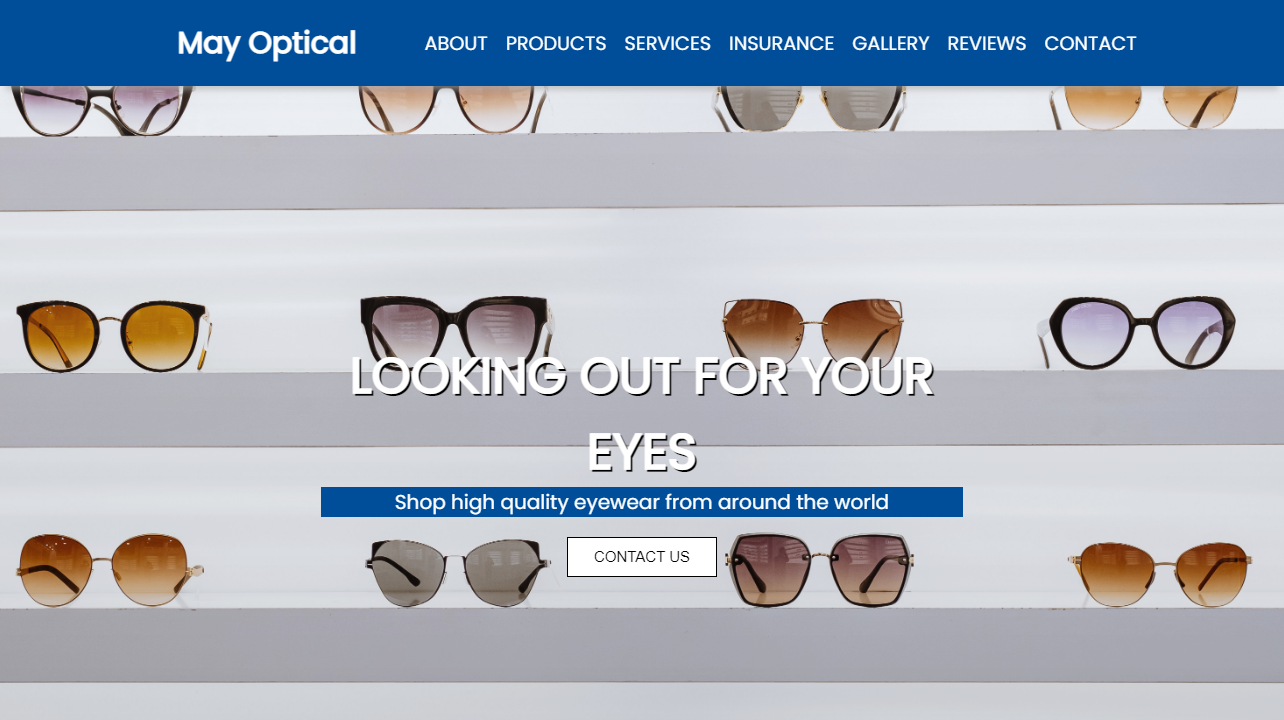 May Optical
ABOUT PRODUCTS SERVICES INSURANCE GALLERY REVIEWS CONTACT
LOOKING OUT FOR YOUR
EYES
Shop high quality eyewear from around the world
CONTACT US